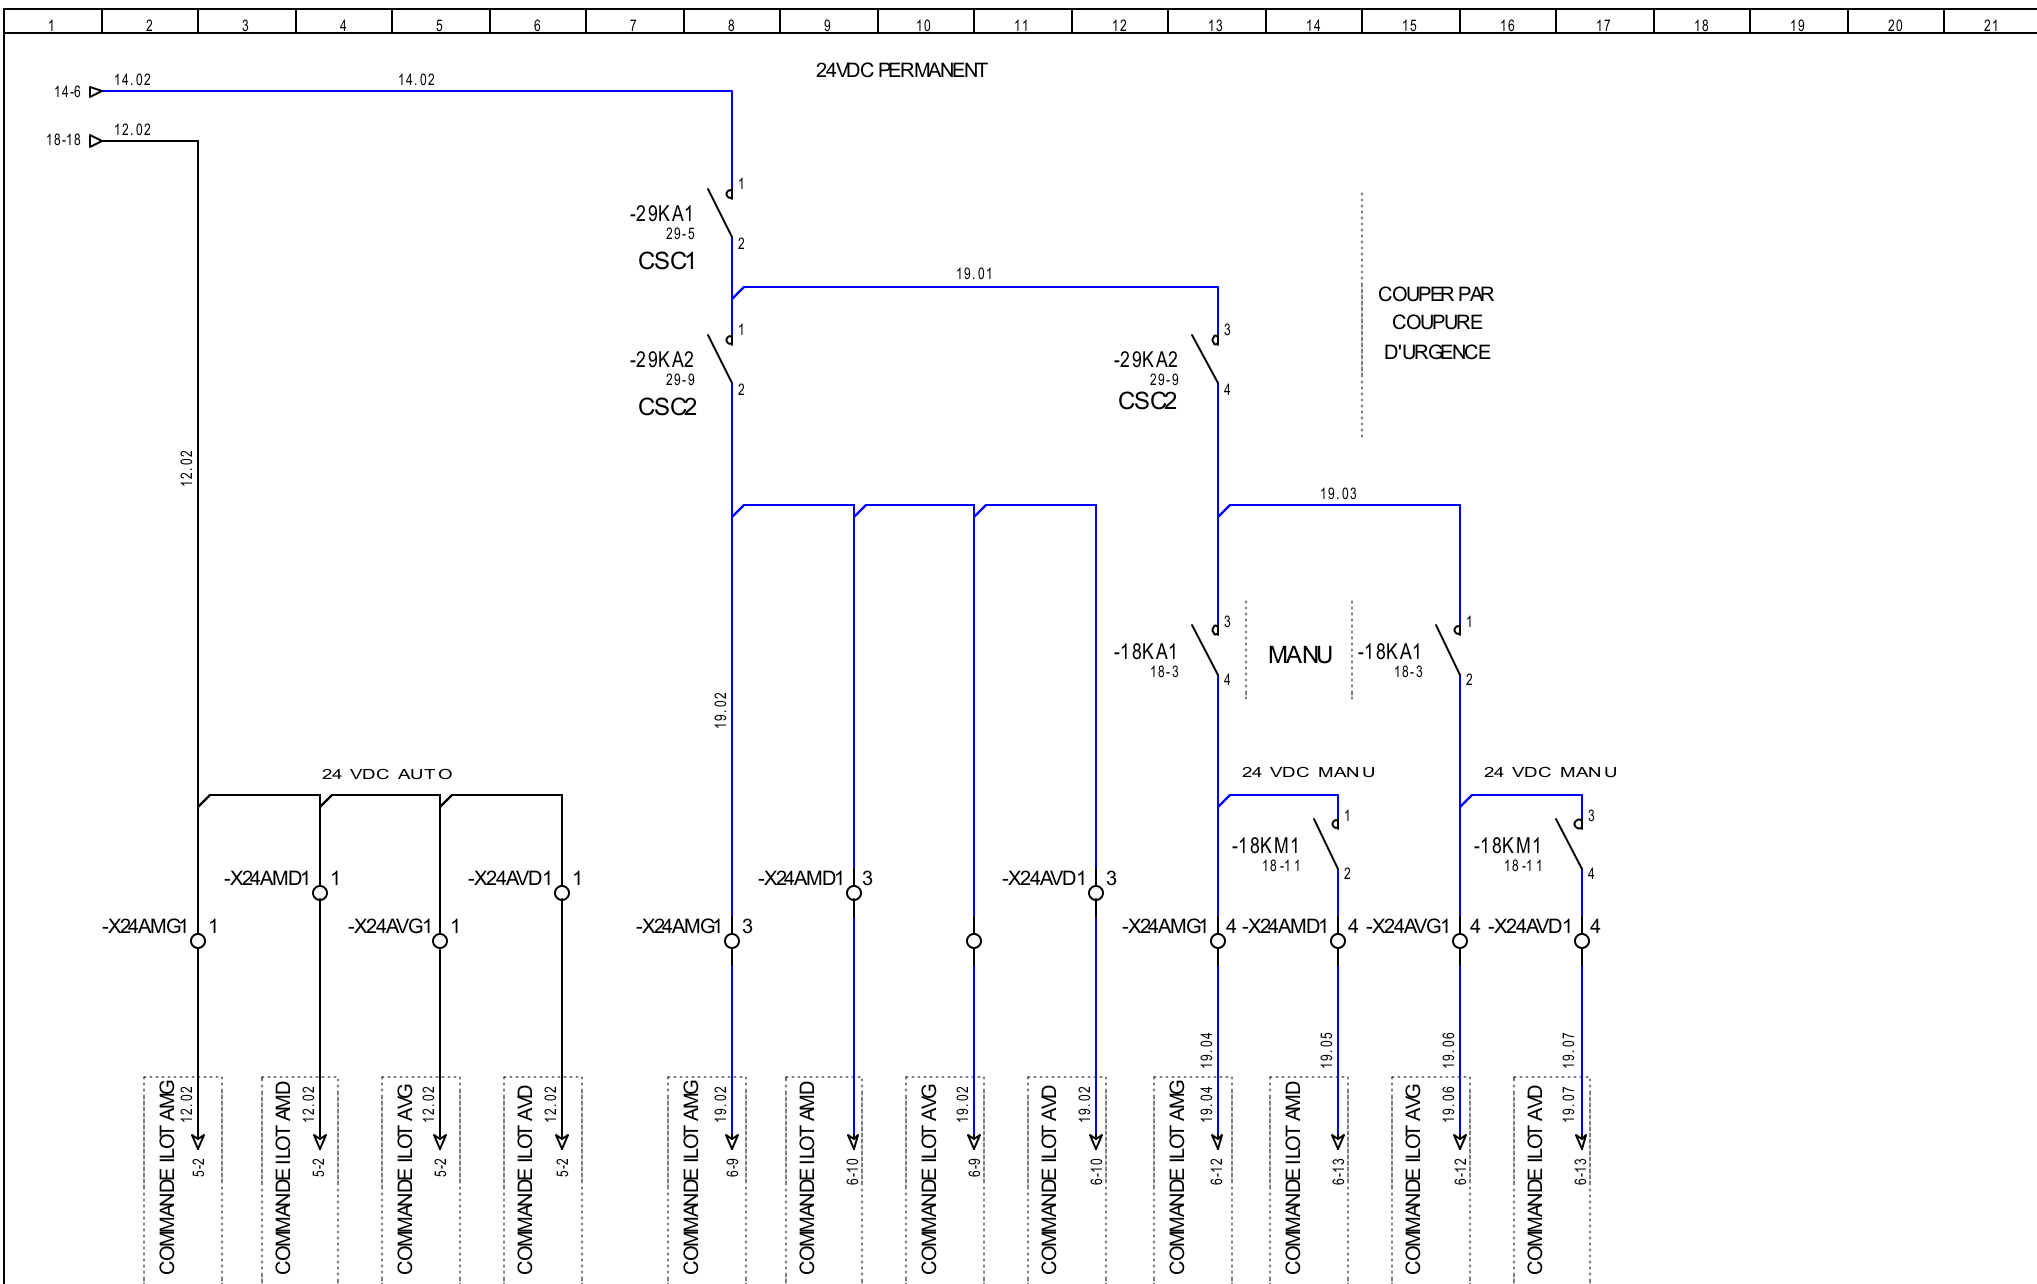 1 2 3 4 5 6 7 8 9 10 11 12 13 14 15 16 17 18 19 20 21
24VDC PERMANENT
14-6 14.02 14.02
18-18 12.02
1
-29KA1
29-5
2
CSC1
19.01
COUPER PAR
COUPURE
D'URGENCE
1
-29KA2
29-9
2
CSC2
3
-29KA2
29-9
4
CSC2
12.02
19.03
3
-18KA1
18-3
4
MANU
1
-18KA1
18-3
2
19.02
24 VDC AUTO
24 VDC MANU
24 VDC MANU
1
-18KM1
18-11
2
3
-18KM1
18-11
4
-X24AMD1 1
-X24AVD1 1
-X24AMD1 3
-X24AVD1 3
-X24AMG1 1
-X24AVG1 1
-X24AMG1 3
-X24AMG1 4
-X24AMD1 4
-X24AVG1 4
-X24AVD1 4
19.04
19.05
19.06
19.07
COMMANDE ILOT AMG
12.02
5-2
COMMANDE ILOT AMD
12.02
5-2
COMMANDE ILOT AVG
12.02
5-2
COMMANDE ILOT AVD
12.02
5-2
COMMANDE ILOT AMG
19.02
6-9
COMMANDE ILOT AMD
6-10
COMMANDE ILOT AVG
19.02
6-9
COMMANDE ILOT AVD
19.02
6-10
COMMANDE ILOT AMG
19.04
6-12
COMMANDE ILOT AMD
6-13
COMMANDE ILOT AVG
19.06
6-12
COMMANDE ILOT AVD
19.07
6-13